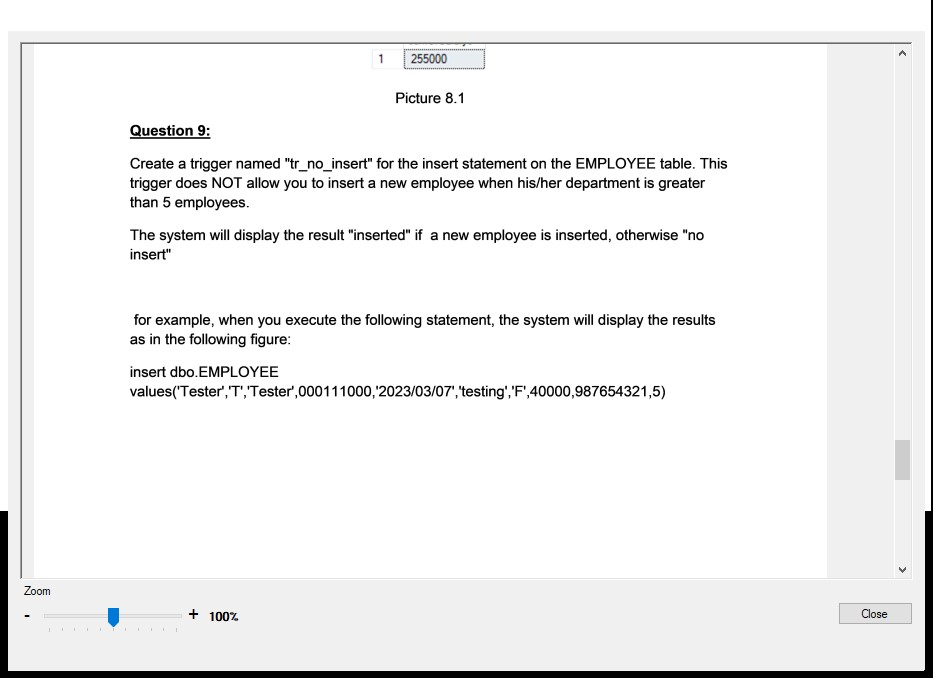 1 255000
Picture 8.1
Question 9:
Create a trigger named "tr_no_insert" for the insert statement on the EMPLOYEE table. This
trigger does NOT allow you to insert a new employee when his/her department is greater
than 5 employees.
The system will display the result "inserted" if  a new employee is inserted, otherwise "no
insert"
for example, when you execute the following statement, the system will display the results
as in the following figure:
insert dbo.EMPLOYEE
values('Tester','T','Tester',000111000,'2023/03/07','testing','F',40000,987654321,5)
Zoom
- + 100%
Close